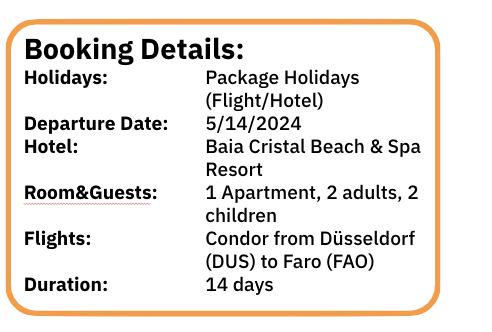 Booking Details:
Holidays: Package Holidays
(Flight/Hotel)
Departure Date: 5/14/2024
Hotel: Baia Cristal Beach & Spa
Resort
Room&Guests: 1 Apartment, 2 adults, 2
children
Flights: Condor from Düsseldorf
(DUS) to Faro (FAO)
Duration: 14 days